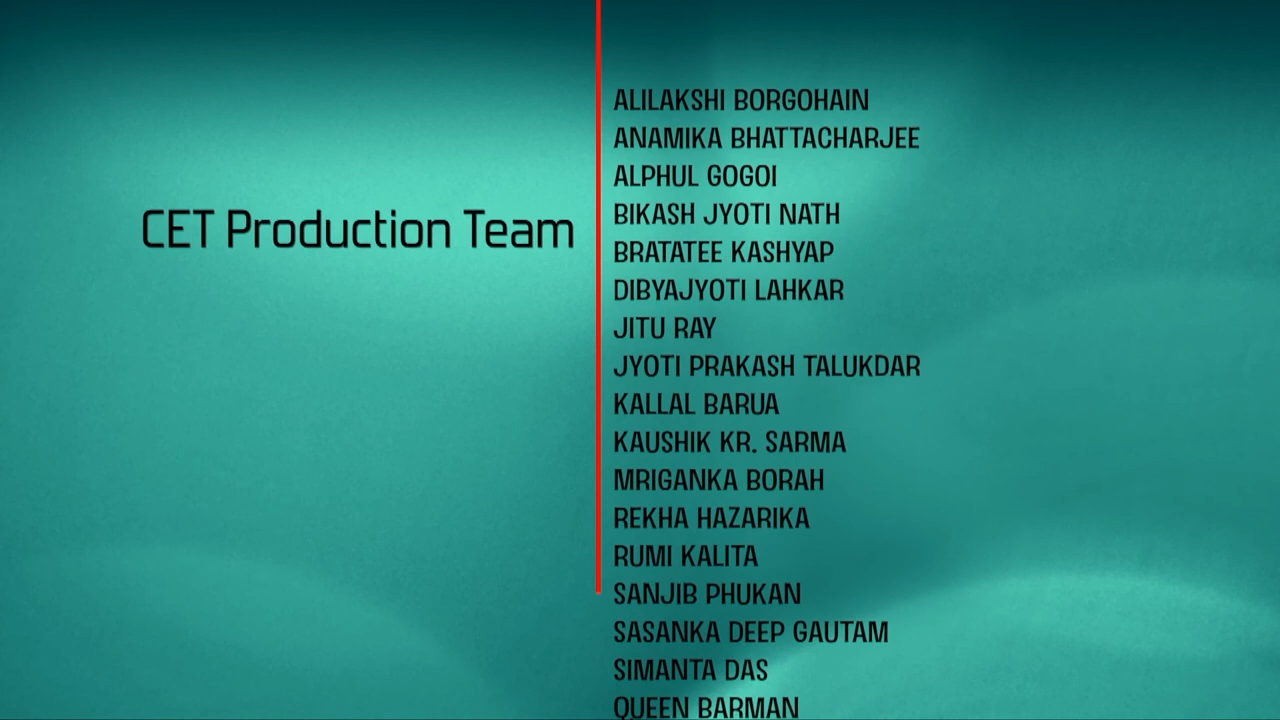 CET Production Team
ALILAKSHI BORGOHAIN
ANAMIKA BHATTACHARJEE
ALPHUL GOGOI
BIKASH JYOTI NATH
BRATATEE KASHYAP
DIBYAJYOTI LAHKAR
JITU RAY
JYOTI PRAKASH TALUKDAR
KALLAL BARUA
KAUSHIK KR. SARMA
MRIGANKA BORAH
REKHA HAZARIKA
RUMI KALITA
SANJIB PHUKAN
SASANKA DEEP GAUTAM
SIMANTA DAS
QUEEN BARMAN